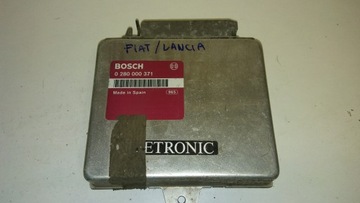 FIAT/LANCIA
BOSCH
0 280 000 371
Made in Spain
ETRONIC